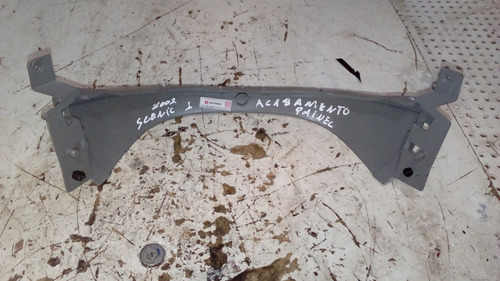 2002
SCENIC 1
ACABAMENTO
PAINEL